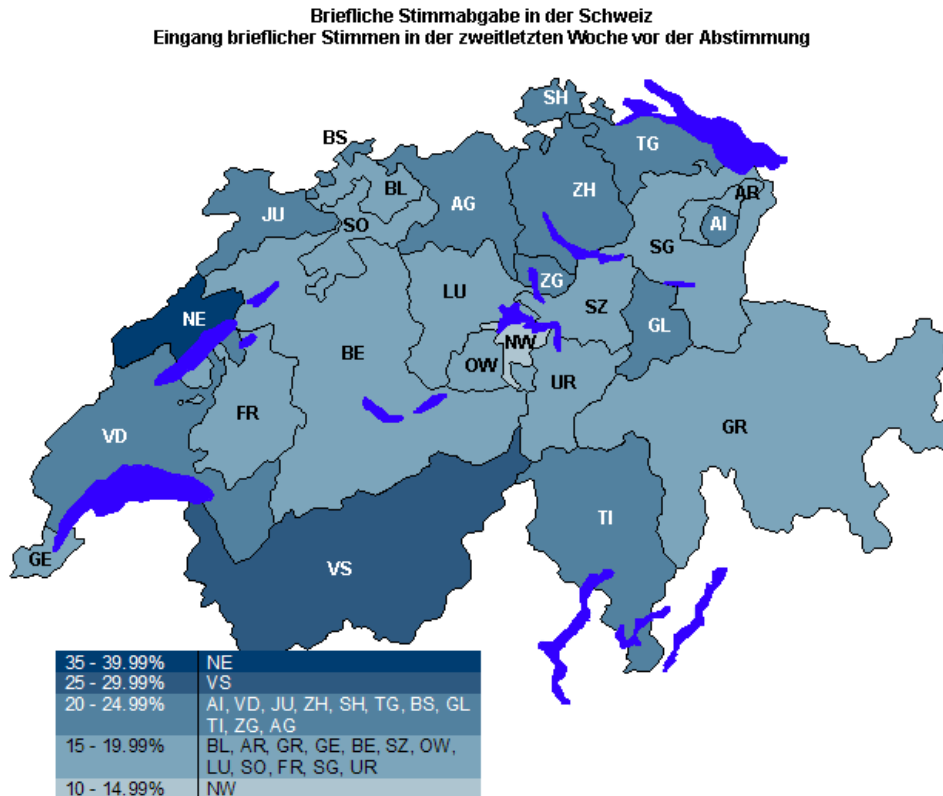 Briefliche Stimmabgabe in der Schweiz
Eingang brieflicher Stimmen in der zweitletzten Woche vor der Abstimmung
SH
BS
TG
BL
ZH
AR
JU
AG
AI
SO
SG
ZG
LU
SZ
NE
GL
NW
BE
OW
UR
FR
GR
VD
TI
GE
VS
35 - 39.99% NE
25 - 29.99% VS
20 - 24.99% AI, VD, JU, ZH, SH, TG, BS, GL
TI, ZG, AG
15 - 19.99% BL, AR, GR, GE, BE, SZ, OW,
LU, SO, FR, SG, UR
10 - 14.99% NW